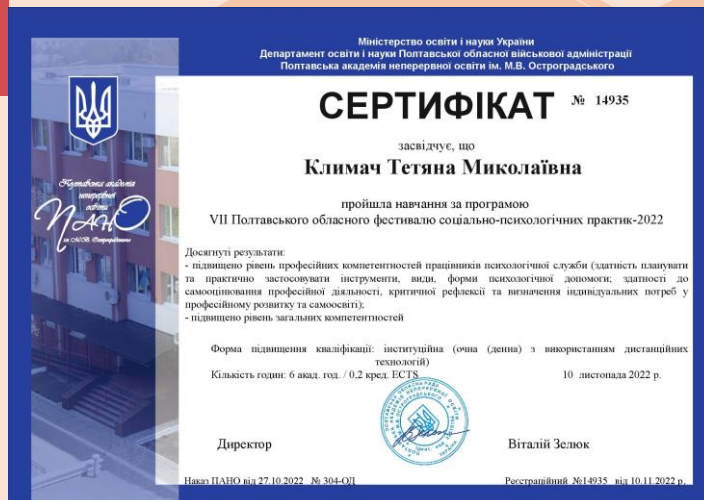 Міністерство освіти і науки України
Департамент освіти і науки Полтавської обласної військової адміністрації
Полтавська академія неперервної освіти ім. М.В. Остроградського
СЕРТИФІКАТ № 14935
засвідчує, що
Климач Тетяна Миколаївна
пройшла навчання за програмою
VII Полтавського обласного фестивалю соціально-психологічних практик-2022
Полтавська академія
неперервної
освіти
ПАНО
ім. М.В. Остроградського
Досягнуті результати:
- підвищено рівень професійних компетентностей працівників психологічної служби (здатність планувати
та практично застосовувати інструменти, види, форми психологічної допомоги; здатності до
самооцінювання професійної діяльності, критичної рефлексії та визначення індивідуальних потреб у
професійному розвитку та самоосвіті);
- підвищено рівень загальних компетентностей
Форма підвищення кваліфікації: інституційна (очна (денна) з використанням дистанційних
технологій)
Кількість годин: 6 акад. год. / 0,2 кред. ECTS 10 листопада 2022 р.
Директор Віталій Зелюк
Наказ ПАНО від 27.10.2022 № 304-ОД Реєстраційний №14935 від 10.11.2022 р.